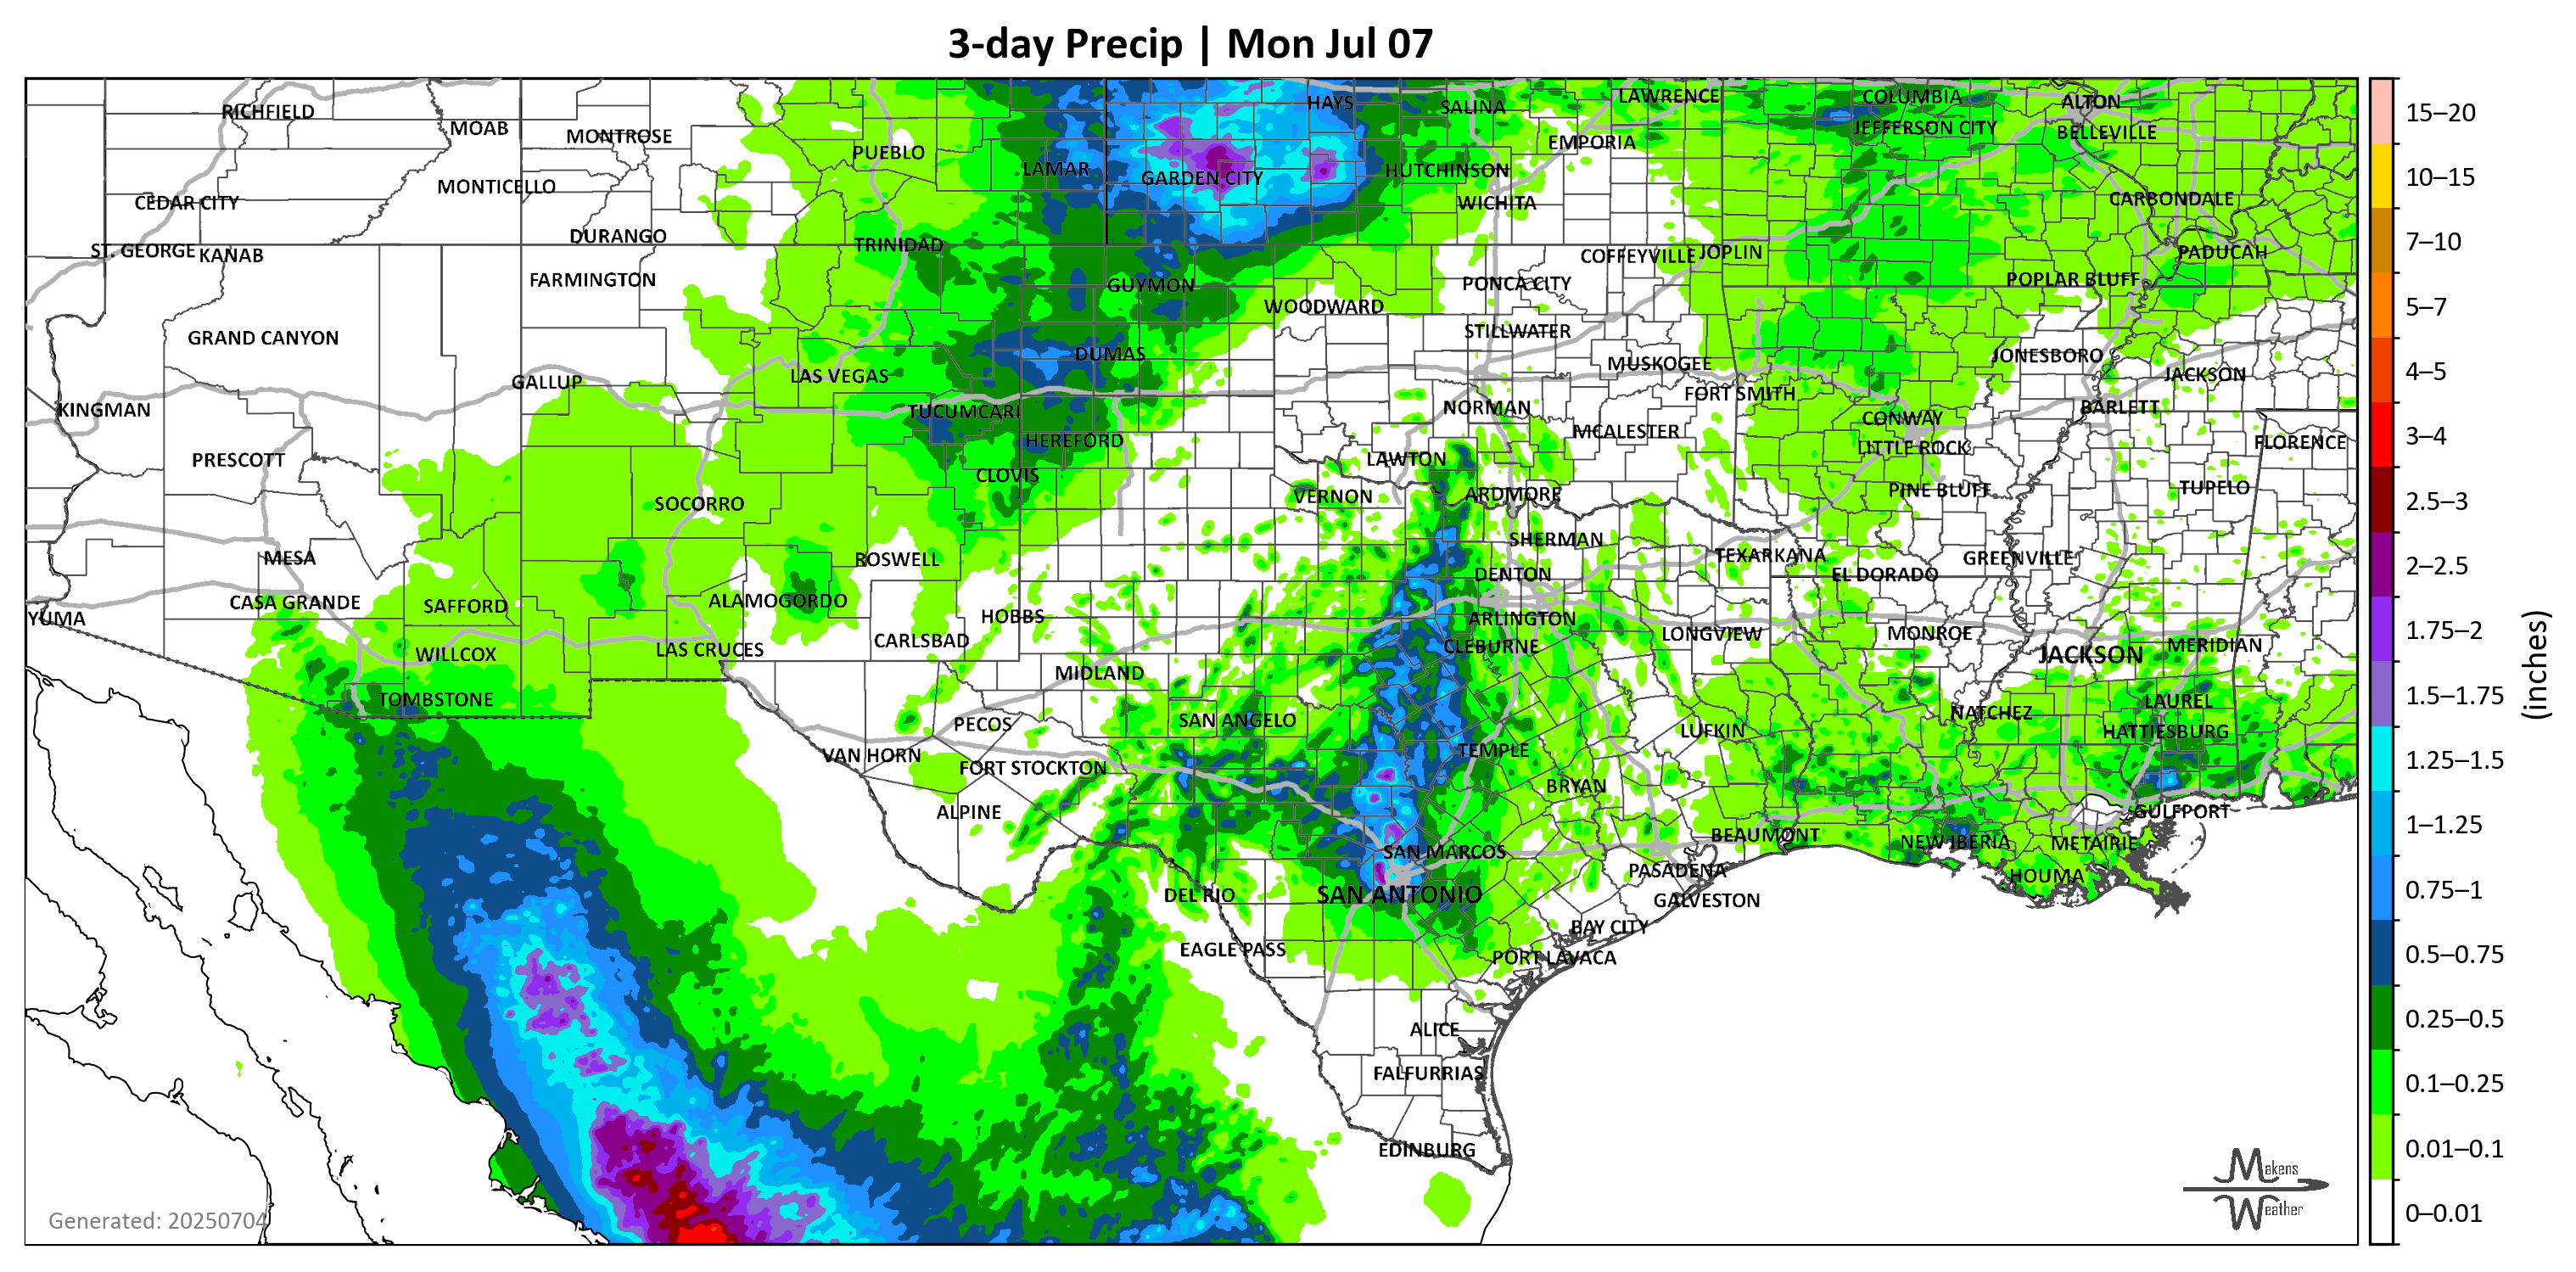 3-day Precip | Mon Jul 07
RICHFIELD
MOAB
MONTROSE
PUEBLO
LAMAR
HAYS
SALINA
LAWRENCE
COLUMBIA
ALTON
EMPORIA
JEFFERSON CITY
BELLEVILLE
GARDEN CITY
HUTCHINSON
CEDAR CITY
MONTICELLO
WICHITA
CARBONDALE
DURANGO
TRINIDAD
ST. GEORGE
KANAB
COFFEYVILLE
JOPLIN
PADUCAH
FARMINGTON
GUYMON
PONCA CITY
POPLAR BLUFF
WOODWARD
GRAND CANYON
STILLWATER
DUMAS
JONESBORO
GALLUP
LAS VEGAS
MUSKOGEE
JACKSON
KINGMAN
TUCUMCARI
NORMAN
FORT SMITH
BARLETT
CONWAY
HEREFORD
MCALESTER
LITTLE ROCK
FLORENCE
PRESCOTT
CLOVIS
LAWTON
SOCORRO
VERNON
ARDMORE
PINE BLUFF
TUPELO
MESA
ROSWELL
SHERMAN
TEXARKANA
GREENVILLE
DENTON
EL DORADO
CASA GRANDE
SAFFORD
ALAMOGORDO
YUMA
HOBBS
ARLINGTON
WILLCOX
LAS CRUCES
CARLSBAD
CLEBURNE
LONGVIEW
MONROE
JACKSON
MERIDIAN
TOMBSTONE
MIDLAND
PECOS
SAN ANGELO
LUFKIN
NATCHEZ
LAUREL
HATTIESBURG
VAN HORN
FORT STOCKTON
TEMPLE
ALPINE
BRYAN
GULFPORT
SAN MARCOS
BEAUMONT
NEW IBERIA
METAIRIE
DEL RIO
SAN ANTONIO
PASADENA
HOUMA
GALVESTON
EAGLE PASS
BAY CITY
PORT LAVACA
ALICE
FALFURRIAS
EDINBURG
Generated: 20250704
Makens
Weather
15–20
10–15
7–10
5–7
4–5
3–4
2.5–3
2–2.5
1.75–2
1.5–1.75
1.25–1.5
1–1.25
0.75–1
0.5–0.75
0.25–0.5
0.1–0.25
0.01–0.1
0–0.01
(inches)